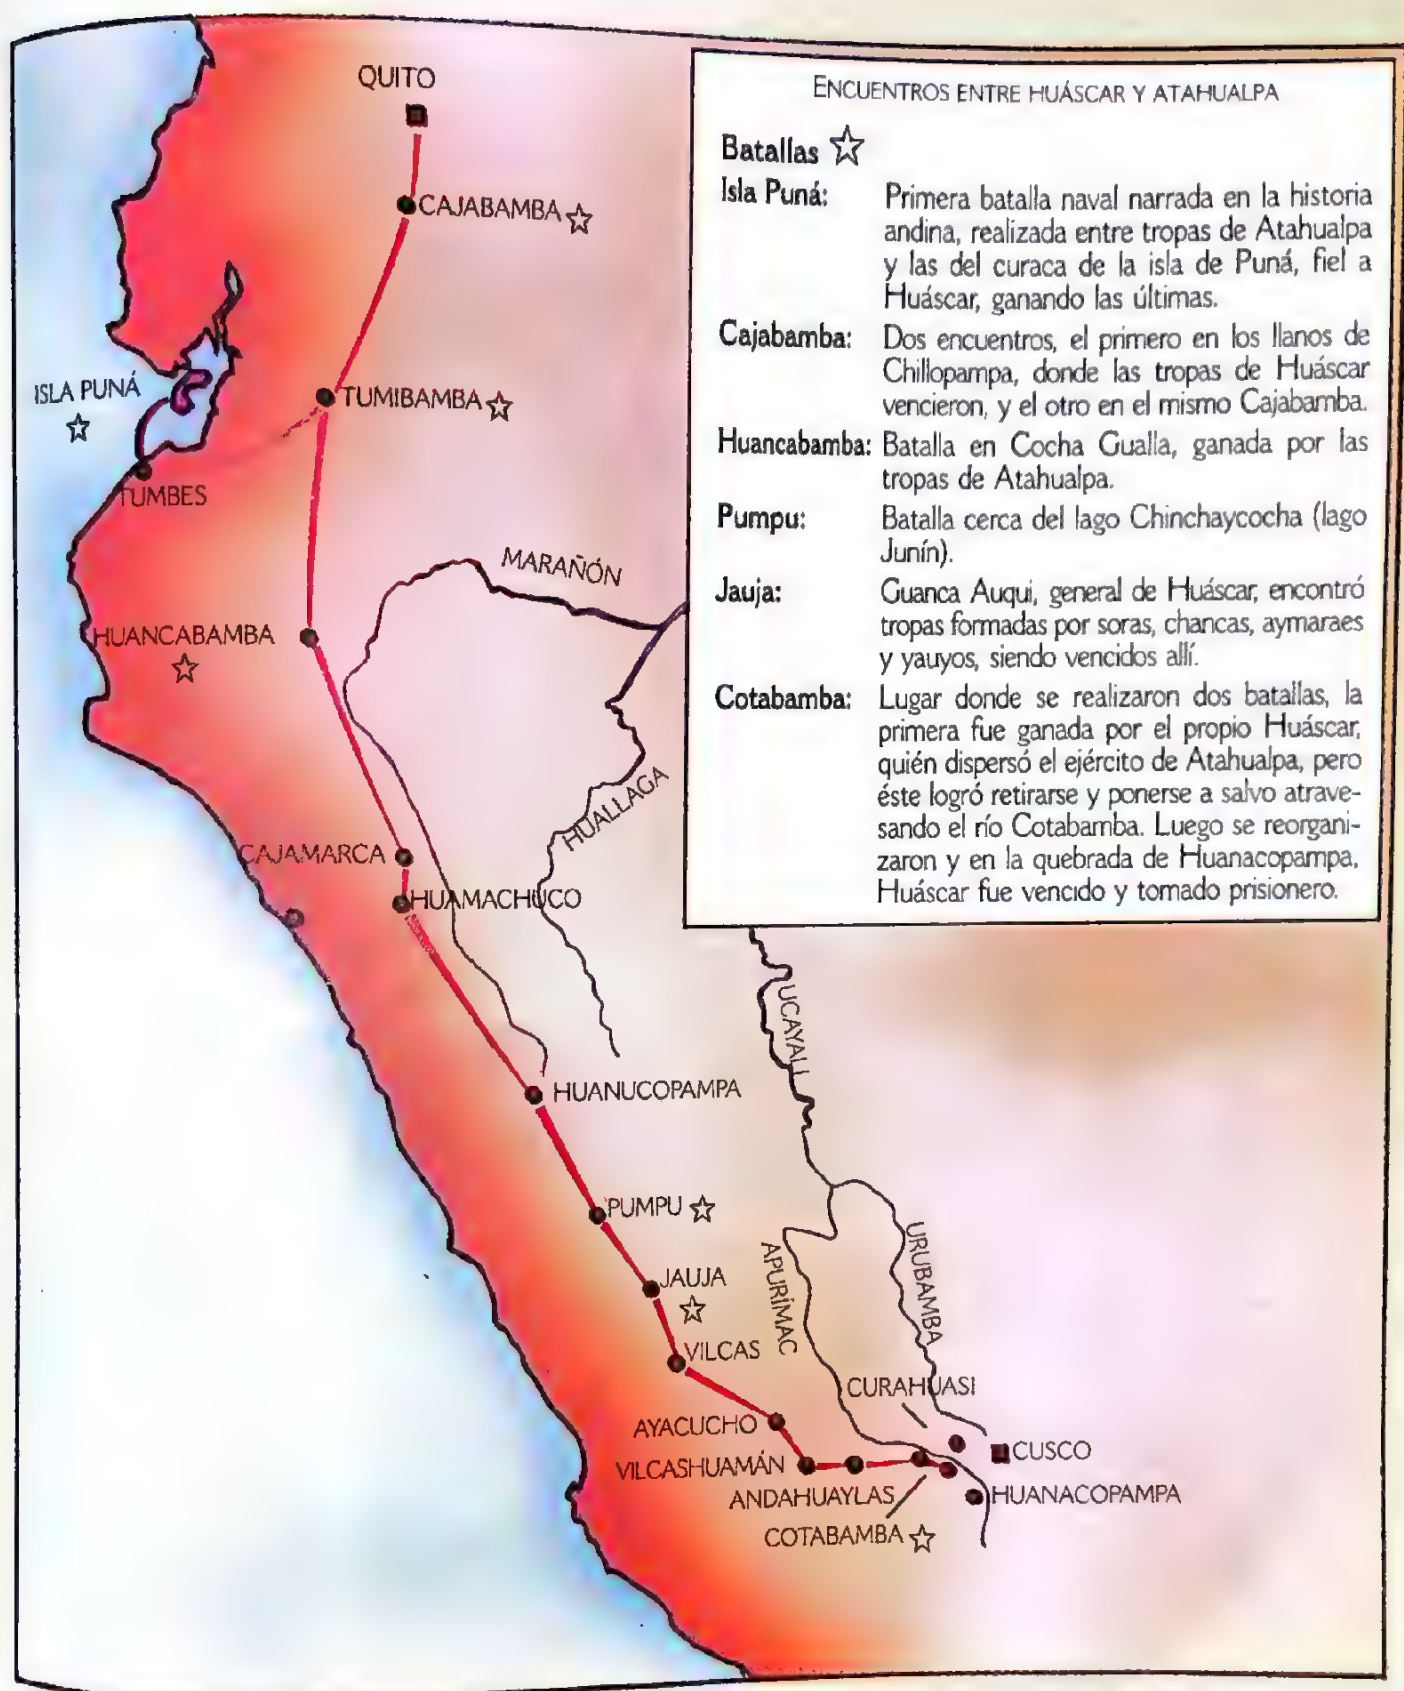 QUITO
CAJABAMBA
ISLA PUNÁ
TUMIBAMBA
TUMBES
MARAÑÓN
HUANCABAMBA
HUALLAGA
CAJAMARCA
HUAMACHUCO
UCAYALI
HUANUCOPAMPA
PUMPU
URUBAMBA
APURÍMAC
JAUJA
VILCAS
CURAHUASI
AYACUCHO
CUSCO
VILCASHUAMÁN
ANDAHUAYLAS
HUANACOPAMPA
COTABAMBA
ENCUENTROS ENTRE HUÁSCAR Y ATAHUALPA
Batallas ☆
Isla Puná: Primera batalla naval narrada en la historia
andina, realizada entre tropas de Atahualpa
y las del curaca de la isla de Puná, fiel a
Huáscar, ganando las últimas.
Cajabamba: Dos encuentros, el primero en los llanos de
Chillopampa, donde las tropas de Huáscar
vencieron, y el otro en el mismo Cajabamba.
Huancabamba: Batalla en Cocha Gualla, ganada por las
tropas de Atahualpa.
Pumpu: Batalla cerca del lago Chinchaycocha (lago
Junín).
Jauja: Guanca Auqui, general de Huáscar, encontró
tropas formadas por soras, chancas, aymaraes
y yauyos, siendo vencidos allí.
Cotabamba: Lugar donde se realizaron dos batallas, la
primera fue ganada por el propio Huáscar,
quién dispersó el ejército de Atahualpa, pero
éste logró retirarse y ponerse a salvo atrave-
sando el río Cotabamba. Luego se reorgani-
zaron y en la quebrada de Huanacopampa,
Huáscar fue vencido y tomado prisionero.